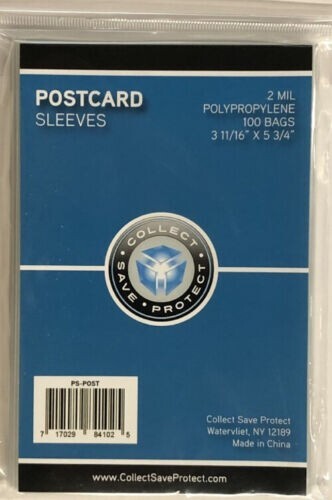 POSTCARD
SLEEVES
2 MIL
POLYPROPYLENE
100 BAGS
3 11/16" X 5 3/4"
COLLECT
SAVE • PROTECT
PS-POST
7 17029 84102 5
Collect Save Protect
Watervliet, NY 12189
Made in China
www.CollectSaveProtect.com